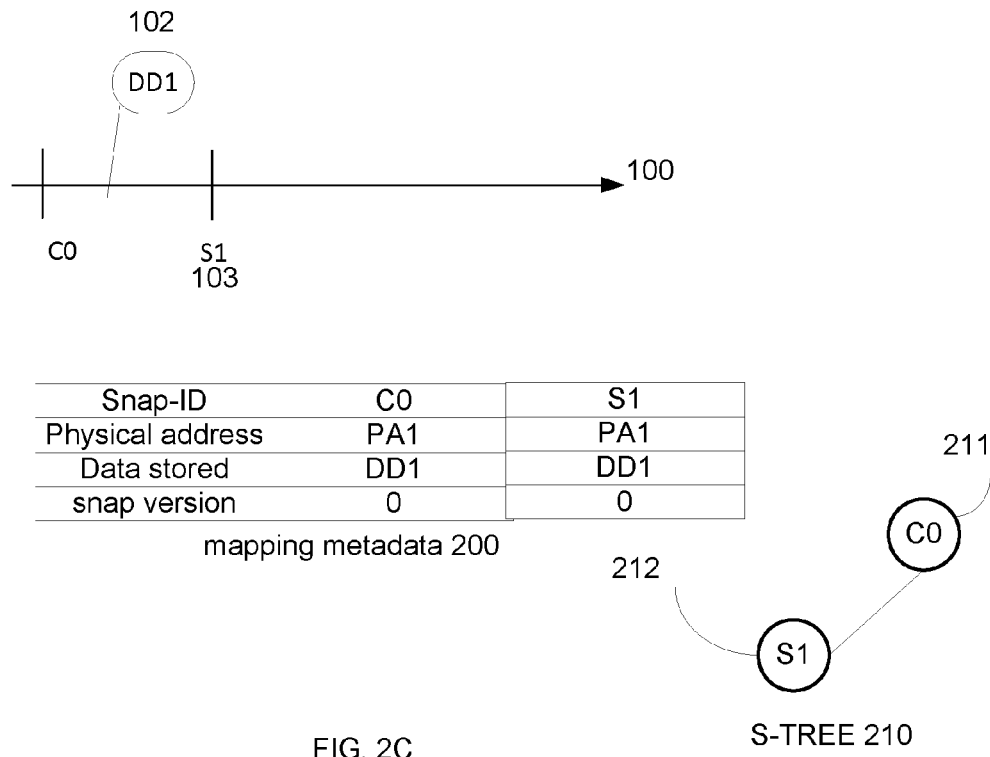 102
DD1
100
C0 S1
103
Snap-ID C0 S1
Physical address PA1 PA1
Data stored DD1 DD1
snap version 0 0
mapping metadata 200
211
C0
212
S1
S-TREE 210
FIG. 2C